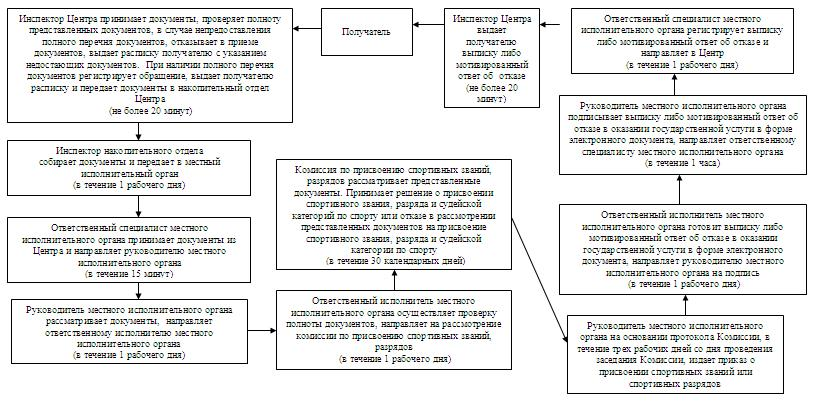 Инспектор Центра принимает документы, проверяет полноту
представленных документов, в случае непредоставления
полного перечня документов, отказывает в приеме
документов, выдает расписку получателю с указанием
недостающих документов. При наличии полного перечня
документов регистрирует обращение, выдает получателю
расписку и передает документы в накопительный отдел
Центра
(не более 20 минут)
Получатель
Инспектор Центра
выдает
получателю
выписку либо
мотивированный
ответ об отказе
(не более 20
минут)
Ответственный специалист местного
исполнительного органа регистрирует выписку
либо мотивированный ответ об отказе и
направляет в Центр
(в течение 1 рабочего дня)
Руководитель местного исполнительного органа
подписывает выписку либо мотивированный ответ об
отказе в оказании государственной услуги в форме
электронного документа, направляет ответственному
специалисту местного исполнительного органа
(в течение 1 часа)
Инспектор накопительного отдела
собирает документы и передает в местный
исполнительный орган
(в течение 1 рабочего дня)
Комиссия по присвоению спортивных званий,
разрядов рассматривает представленные
документы. Принимает решение о присвоении
спортивного звания, разряда и судейской
категорий по спорту или отказе в рассмотрении
представленных документов на присвоение
спортивного звания, разряда и судейской
категории по спорту
(в течение 30 календарных дней)
Ответственный специалист местного
исполнительного органа принимает документы из
Центра и направляет руководителю местного
исполнительного органа
(в течение 15 минут)
Ответственный исполнитель местного
исполнительного органа готовит выписку либо
мотивированный ответ об отказе в оказании
государственной услуги в форме электронного
документа, направляет руководителю местного
исполнительного органа на подпись
(в течение 1 рабочего дня)
Руководитель местного исполнительного органа
рассматривает документы, направляет
ответственному исполнителю местного
исполнительного органа
(в течение 1 рабочего дня)
Ответственный исполнитель местного
исполнительного органа осуществляет проверку
полноты документов, направляет на рассмотрение
комиссии по присвоению спортивных званий,
разрядов
(в течение 1 рабочего дня)
Руководитель местного исполнительного
органа на основании протокола Комиссии, в
течение трех рабочих дней со дня проведения
заседания Комиссии, издает приказ о
присвоении спортивных званий или
спортивных разрядов